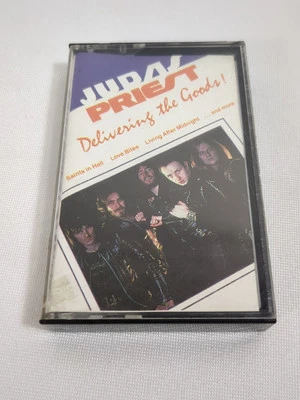 JUDAS
PRIEST
Delivering the Goods!
Saints in Hell Love Bites Living After Midnight ... and more